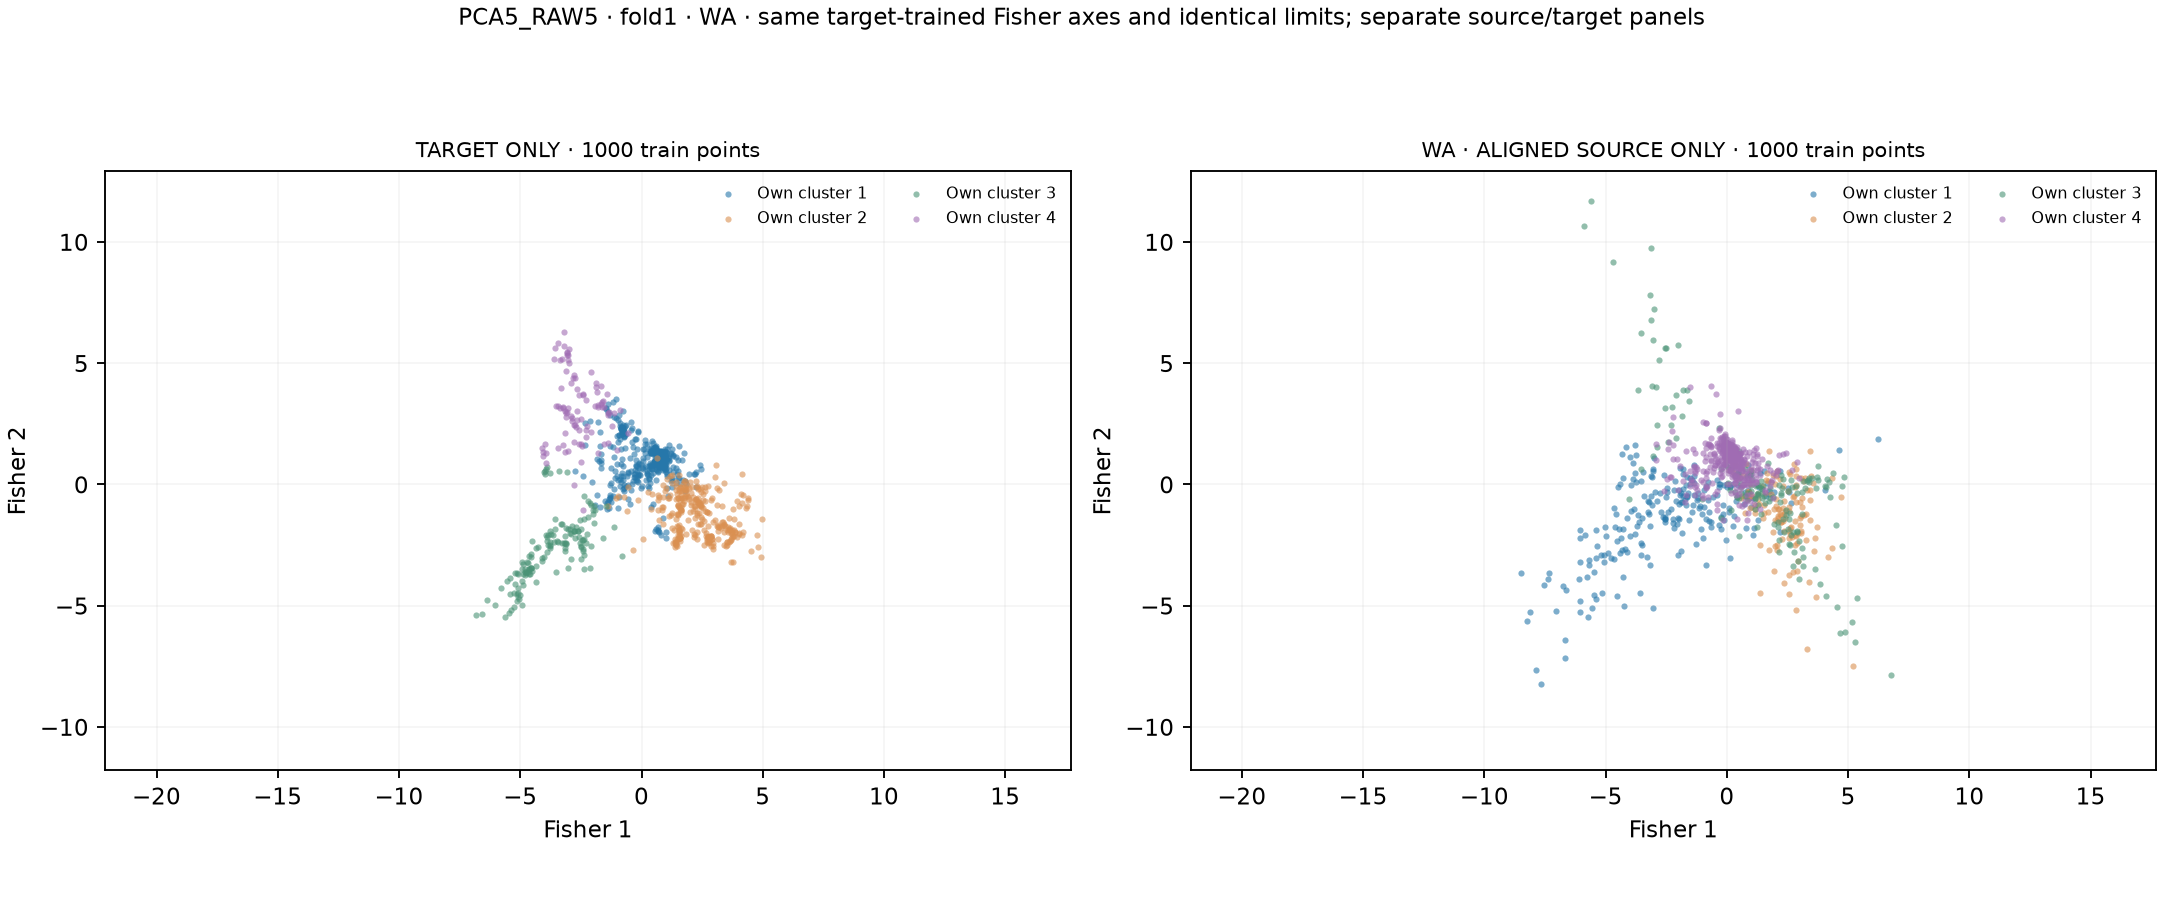 PCA5_RAW5 · fold1 · WA · same target-trained Fisher axes and identical limits; separate source/target panels
TARGET ONLY · 1000 train points
Own cluster 1
Own cluster 3
Own cluster 2
Own cluster 4
10
5
0
−5
−10
Fisher 2
−20
−15
−10
−5
0
5
10
15
Fisher 1
WA · ALIGNED SOURCE ONLY · 1000 train points
Own cluster 1
Own cluster 3
Own cluster 2
Own cluster 4
10
5
0
−5
−10
Fisher 2
−20
−15
−10
−5
0
5
10
15
Fisher 1